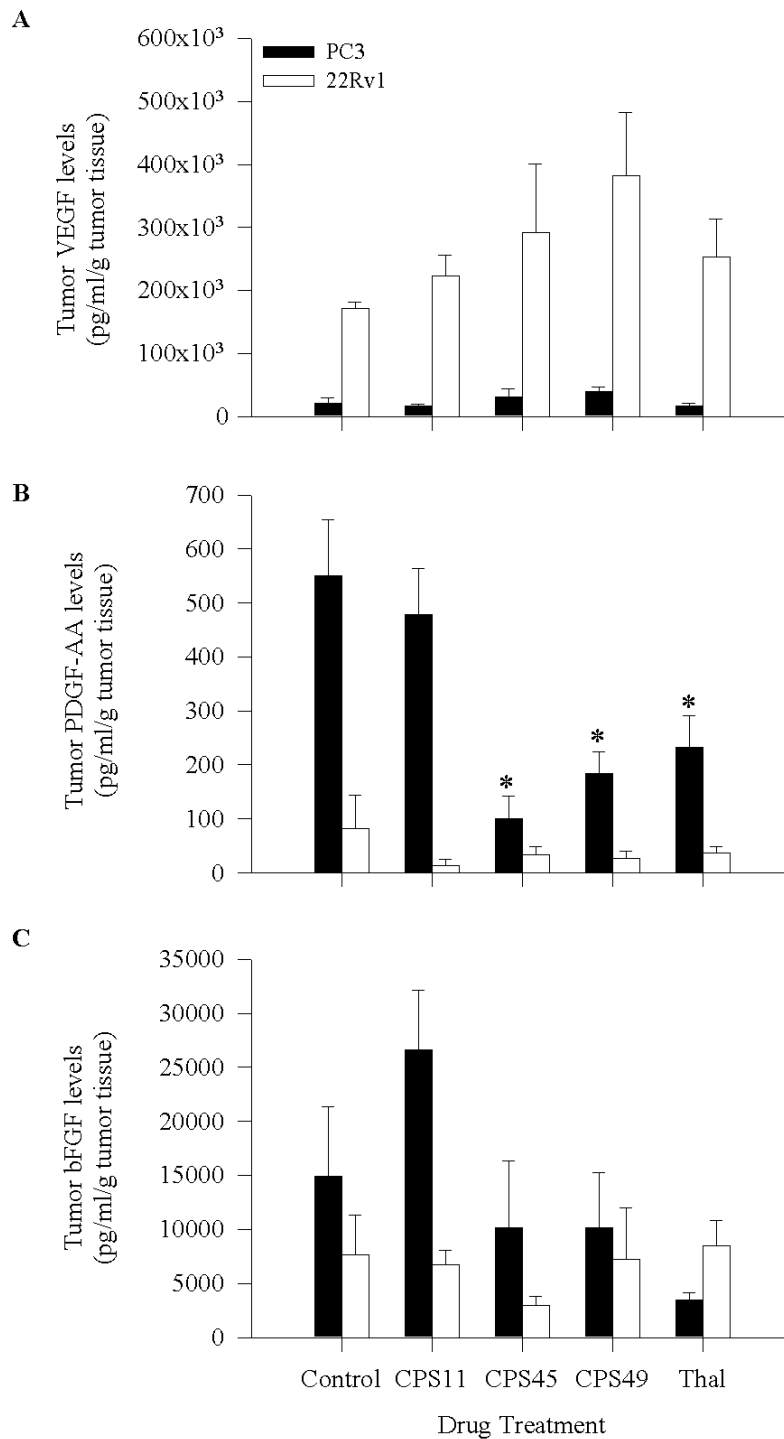 A
600x10³
500x10³
400x10³
300x10³
200x10³
100x10³
0
Tumor VEGF levels
(pg/ml/g tumor tissue)
PC3
22Rv1
B
700
600
500
400
300
200
100
0
Tumor PDGF-AA levels
(pg/ml/g tumor tissue)
*
*
*
C
35000
30000
25000
20000
15000
10000
5000
0
Tumor bFGF levels
(pg/ml/g tumor tissue)
Control CPS11 CPS45 CPS49 Thal
Drug Treatment